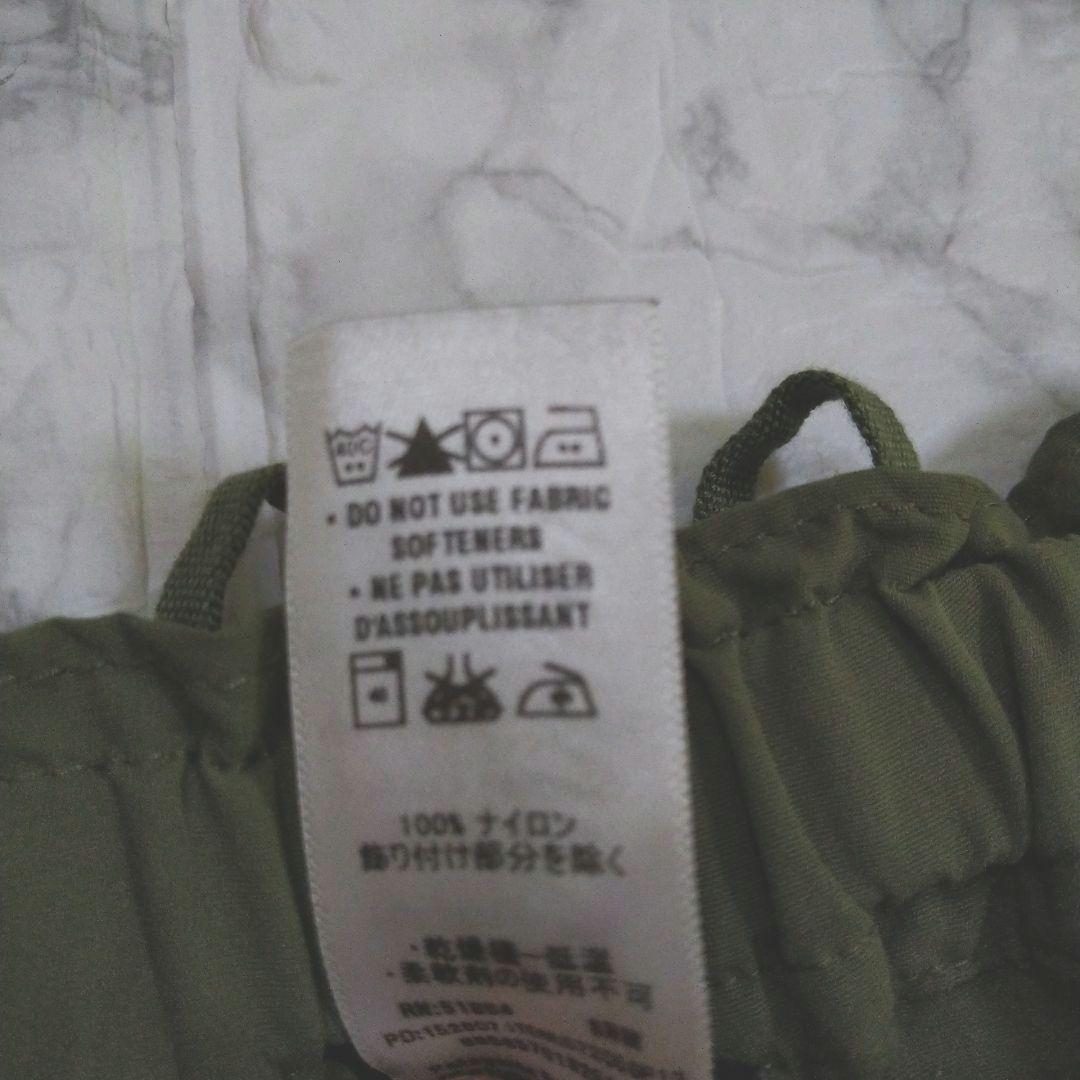 • DO NOT USE FABRIC
SOFTENERS
• NE PAS UTILISER
D'ASSOUPLISSANT
100% ナイロン
飾り付け部分を除く
・乾燥機一低温
・柔軟剤の使用不可